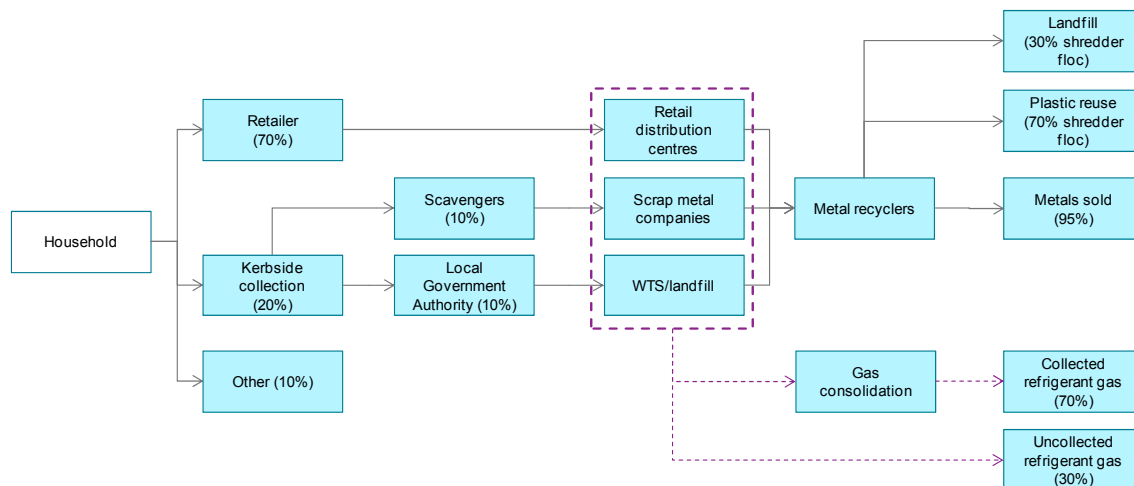 Household
Retailer
(70%)
Kerbside
collection
(20%)
Other (10%)
Scavengers
(10%)
Local
Government
Authority (10%)
Retail
distribution
centres
Scrap metal
companies
WTS/landfill
Metal recyclers
Gas
consolidation
Landfill
(30% shredder
floc)
Plastic reuse
(70% shredder
floc)
Metals sold
(95%)
Collected
refrigerant gas
(70%)
Uncollected
refrigerant gas
(30%)